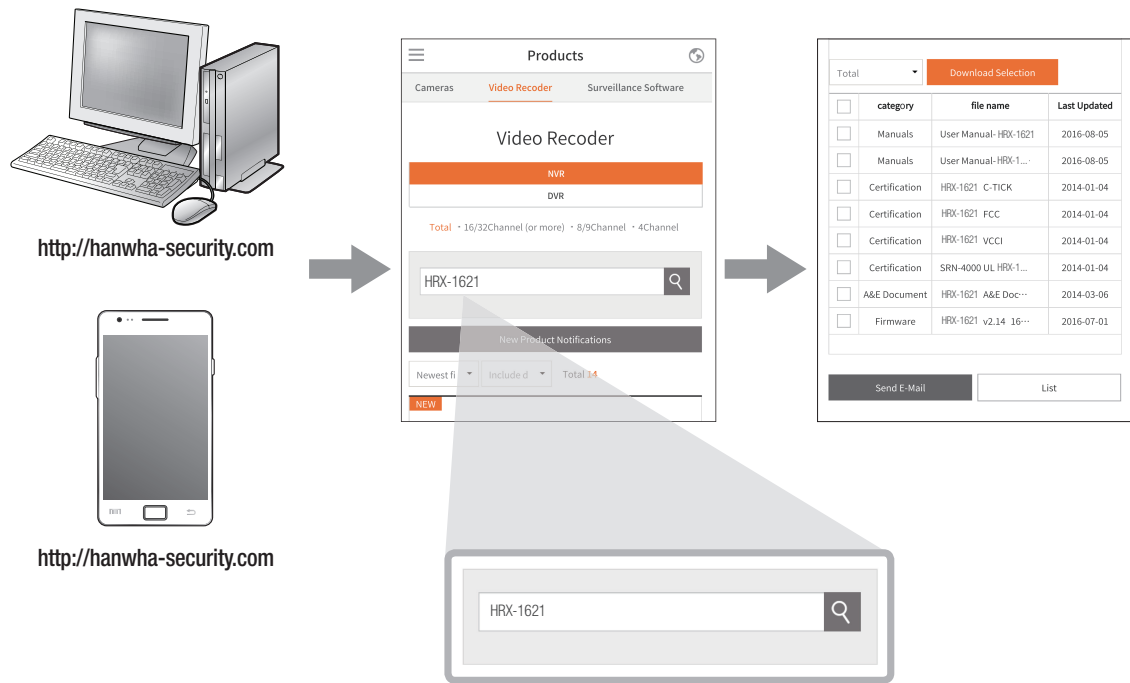 http://hanwha-security.com
http://hanwha-security.com
Products
Cameras Video Recoder Surveillance Software
Video Recoder
NVR
DVR
Total ・16/32Channel (or more) ・8/9Channel ・4Channel
HRX-1621
New Product Notifications
Newest fi Include d Total 14
NEW
HRX-1621
Total Download Selection
category file name Last Updated
Manuals User Manual- HRX-1621 2016-08-05
Manuals User Manual- HRX-1... 2016-08-05
Certification HRX-1621 C-TICK 2014-01-04
Certification HRX-1621 FCC 2014-01-04
Certification HRX-1621 VCCI 2014-01-04
Certification SRN-4000 UL HRX-1... 2014-01-04
A&E Document HRX-1621 A&E Doc⋯ 2014-03-06
Firmware HRX-1621 v2.14 16⋯ 2016-07-01
Send E-Mail List